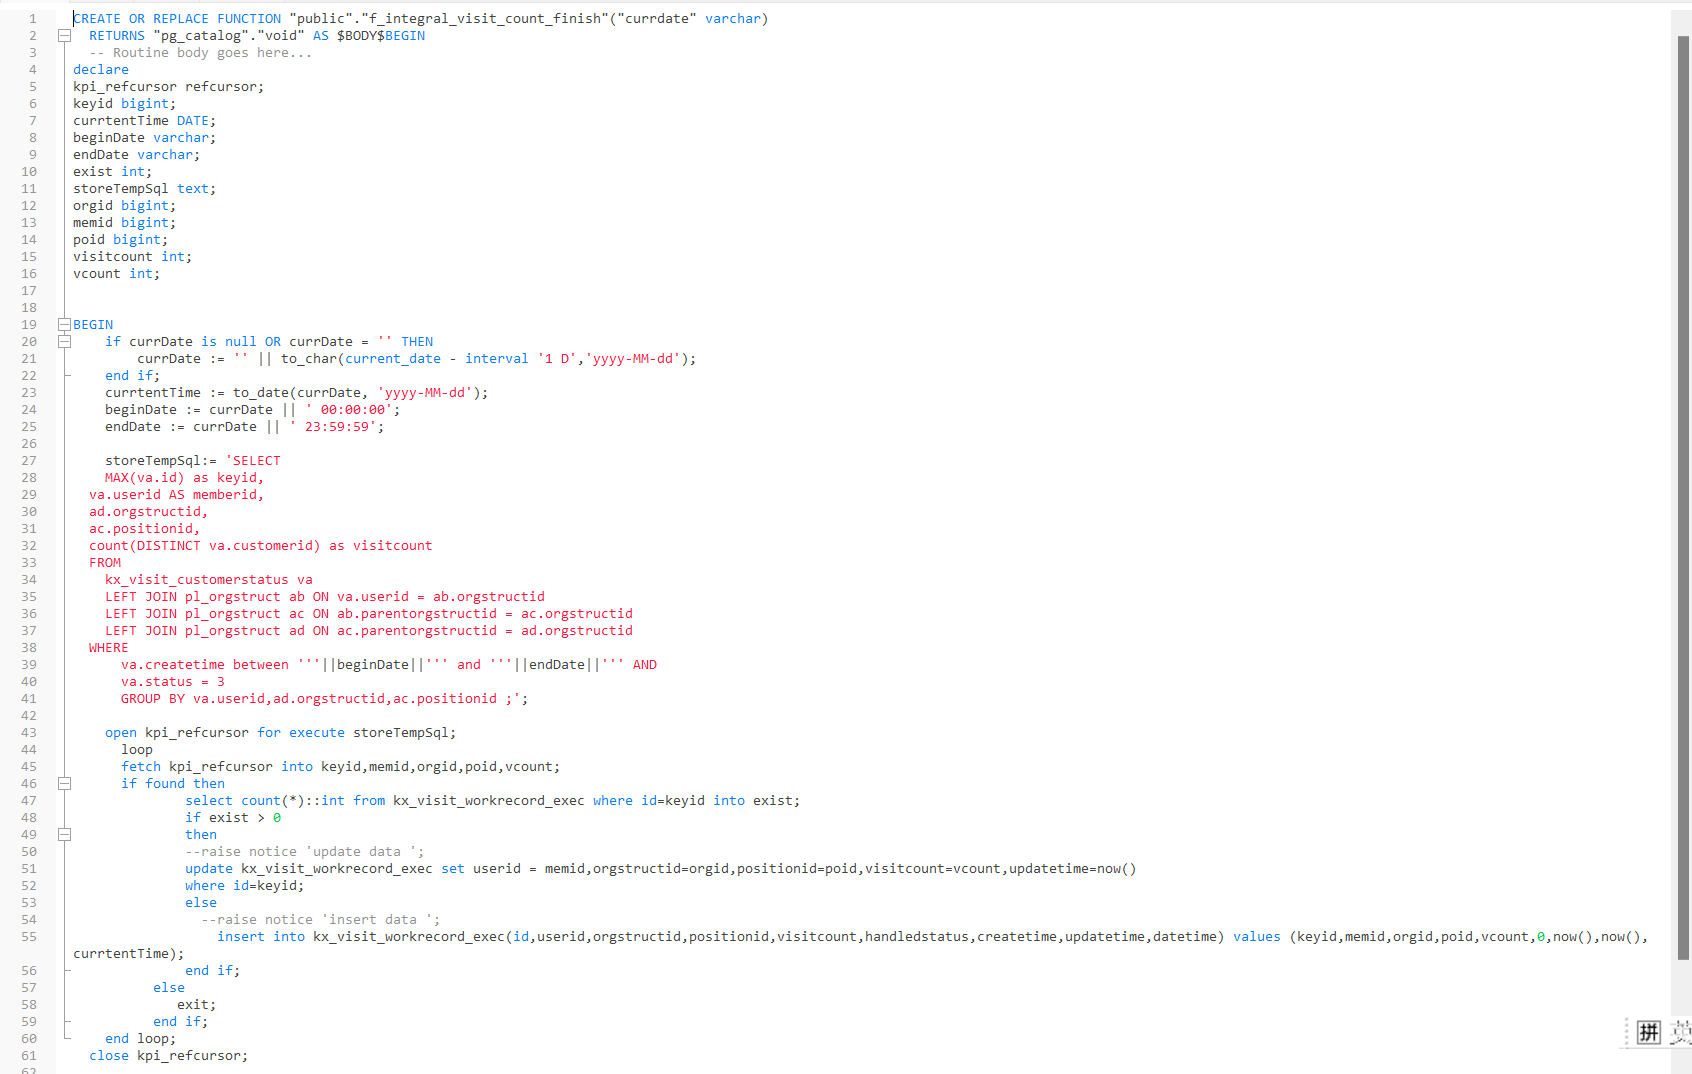 1 CREATE OR REPLACE FUNCTION "public"."f_integral_visit_count_finish"("currdate" varchar)
2 RETURNS "pg_catalog"."void" AS $BODY$BEGIN
3 -- Routine body goes here...
4 declare
5 kpi_refcursor refcursor;
6 keyid bigint;
7 currtentTime DATE;
8 beginDate varchar;
9 endDate varchar;
10 exist int;
11 storeTempSql text;
12 orgid bigint;
13 memid bigint;
14 poid bigint;
15 visitcount int;
16 vcount int;
17
18
19 BEGIN
20 if currDate is null OR currDate = '' THEN
21 currDate := '' || to_char(current_date - interval '1 D','yyyy-MM-dd');
22 end if;
23 currtentTime := to_date(currDate, 'yyyy-MM-dd');
24 beginDate := currDate || ' 00:00:00';
25 endDate := currDate || ' 23:59:59';
26
27 storeTempSql:= 'SELECT
28 MAX(va.id) as keyid,
29 va.userid AS memberid,
30 ad.orgstructid,
31 ac.positionid,
32 count(DISTINCT va.customerid) as visitcount
33 FROM
34 kx_visit_customerstatus va
35 LEFT JOIN pl_orgstruct ab ON va.userid = ab.orgstructid
36 LEFT JOIN pl_orgstruct ac ON ab.parentorgstructid = ac.orgstructid
37 LEFT JOIN pl_orgstruct ad ON ac.parentorgstructid = ad.orgstructid
38 WHERE
39 va.createtime between '''||beginDate||''' and '''||endDate||''' AND
40 va.status = 3
41 GROUP BY va.userid,ad.orgstructid,ac.positionid ;';
42
43 open kpi_refcursor for execute storeTempSql;
44 loop
45 fetch kpi_refcursor into keyid,memid,orgid,poid,vcount;
46 if found then
47 select count(*)::int from kx_visit_workrecord_exec where id=keyid into exist;
48 if exist > 0
49 then
50 --raise notice 'update data ';
51 update kx_visit_workrecord_exec set userid = memid,orgstructid=orgid,positionid=poid,visitcount=vcount,updatetime=now()
52 where id=keyid;
53 else
54 --raise notice 'insert data ';
55 insert into kx_visit_workrecord_exec(id,userid,orgstructid,positionid,visitcount,handledstatus,createtime,updatetime,datetime) values (keyid,memid,orgid,poid,vcount,0,now(),now(),
currtentTime);
56 end if;
57 else
58 exit;
59 end if;
60 end loop;
61 close kpi_refcursor;
62
拼 英